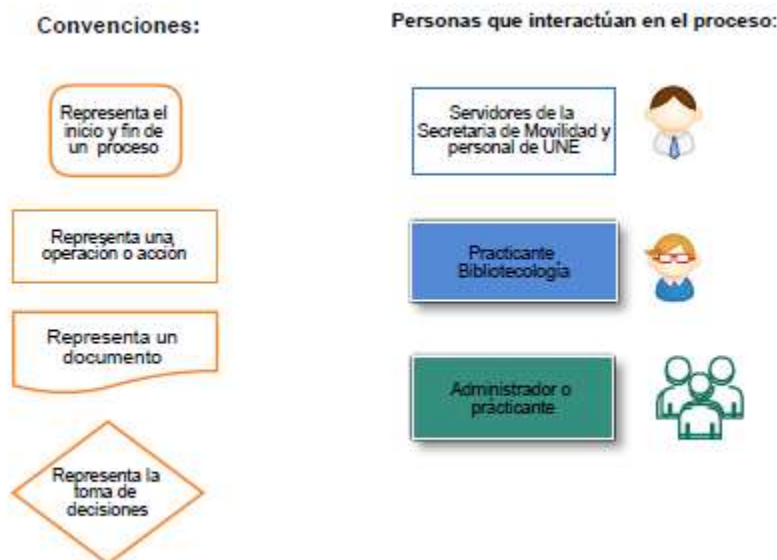 Convenciones:
Representa el
inicio y fin de
un proceso
Representa una
operación o acción
Representa un
documento
Representa la
toma de
decisiones
Personas que interactúan en el proceso:
Servidores de la
Secretaria de Movilidad y
personal de UNE
Practicante
Bibliotecología
Administrador o
practicante